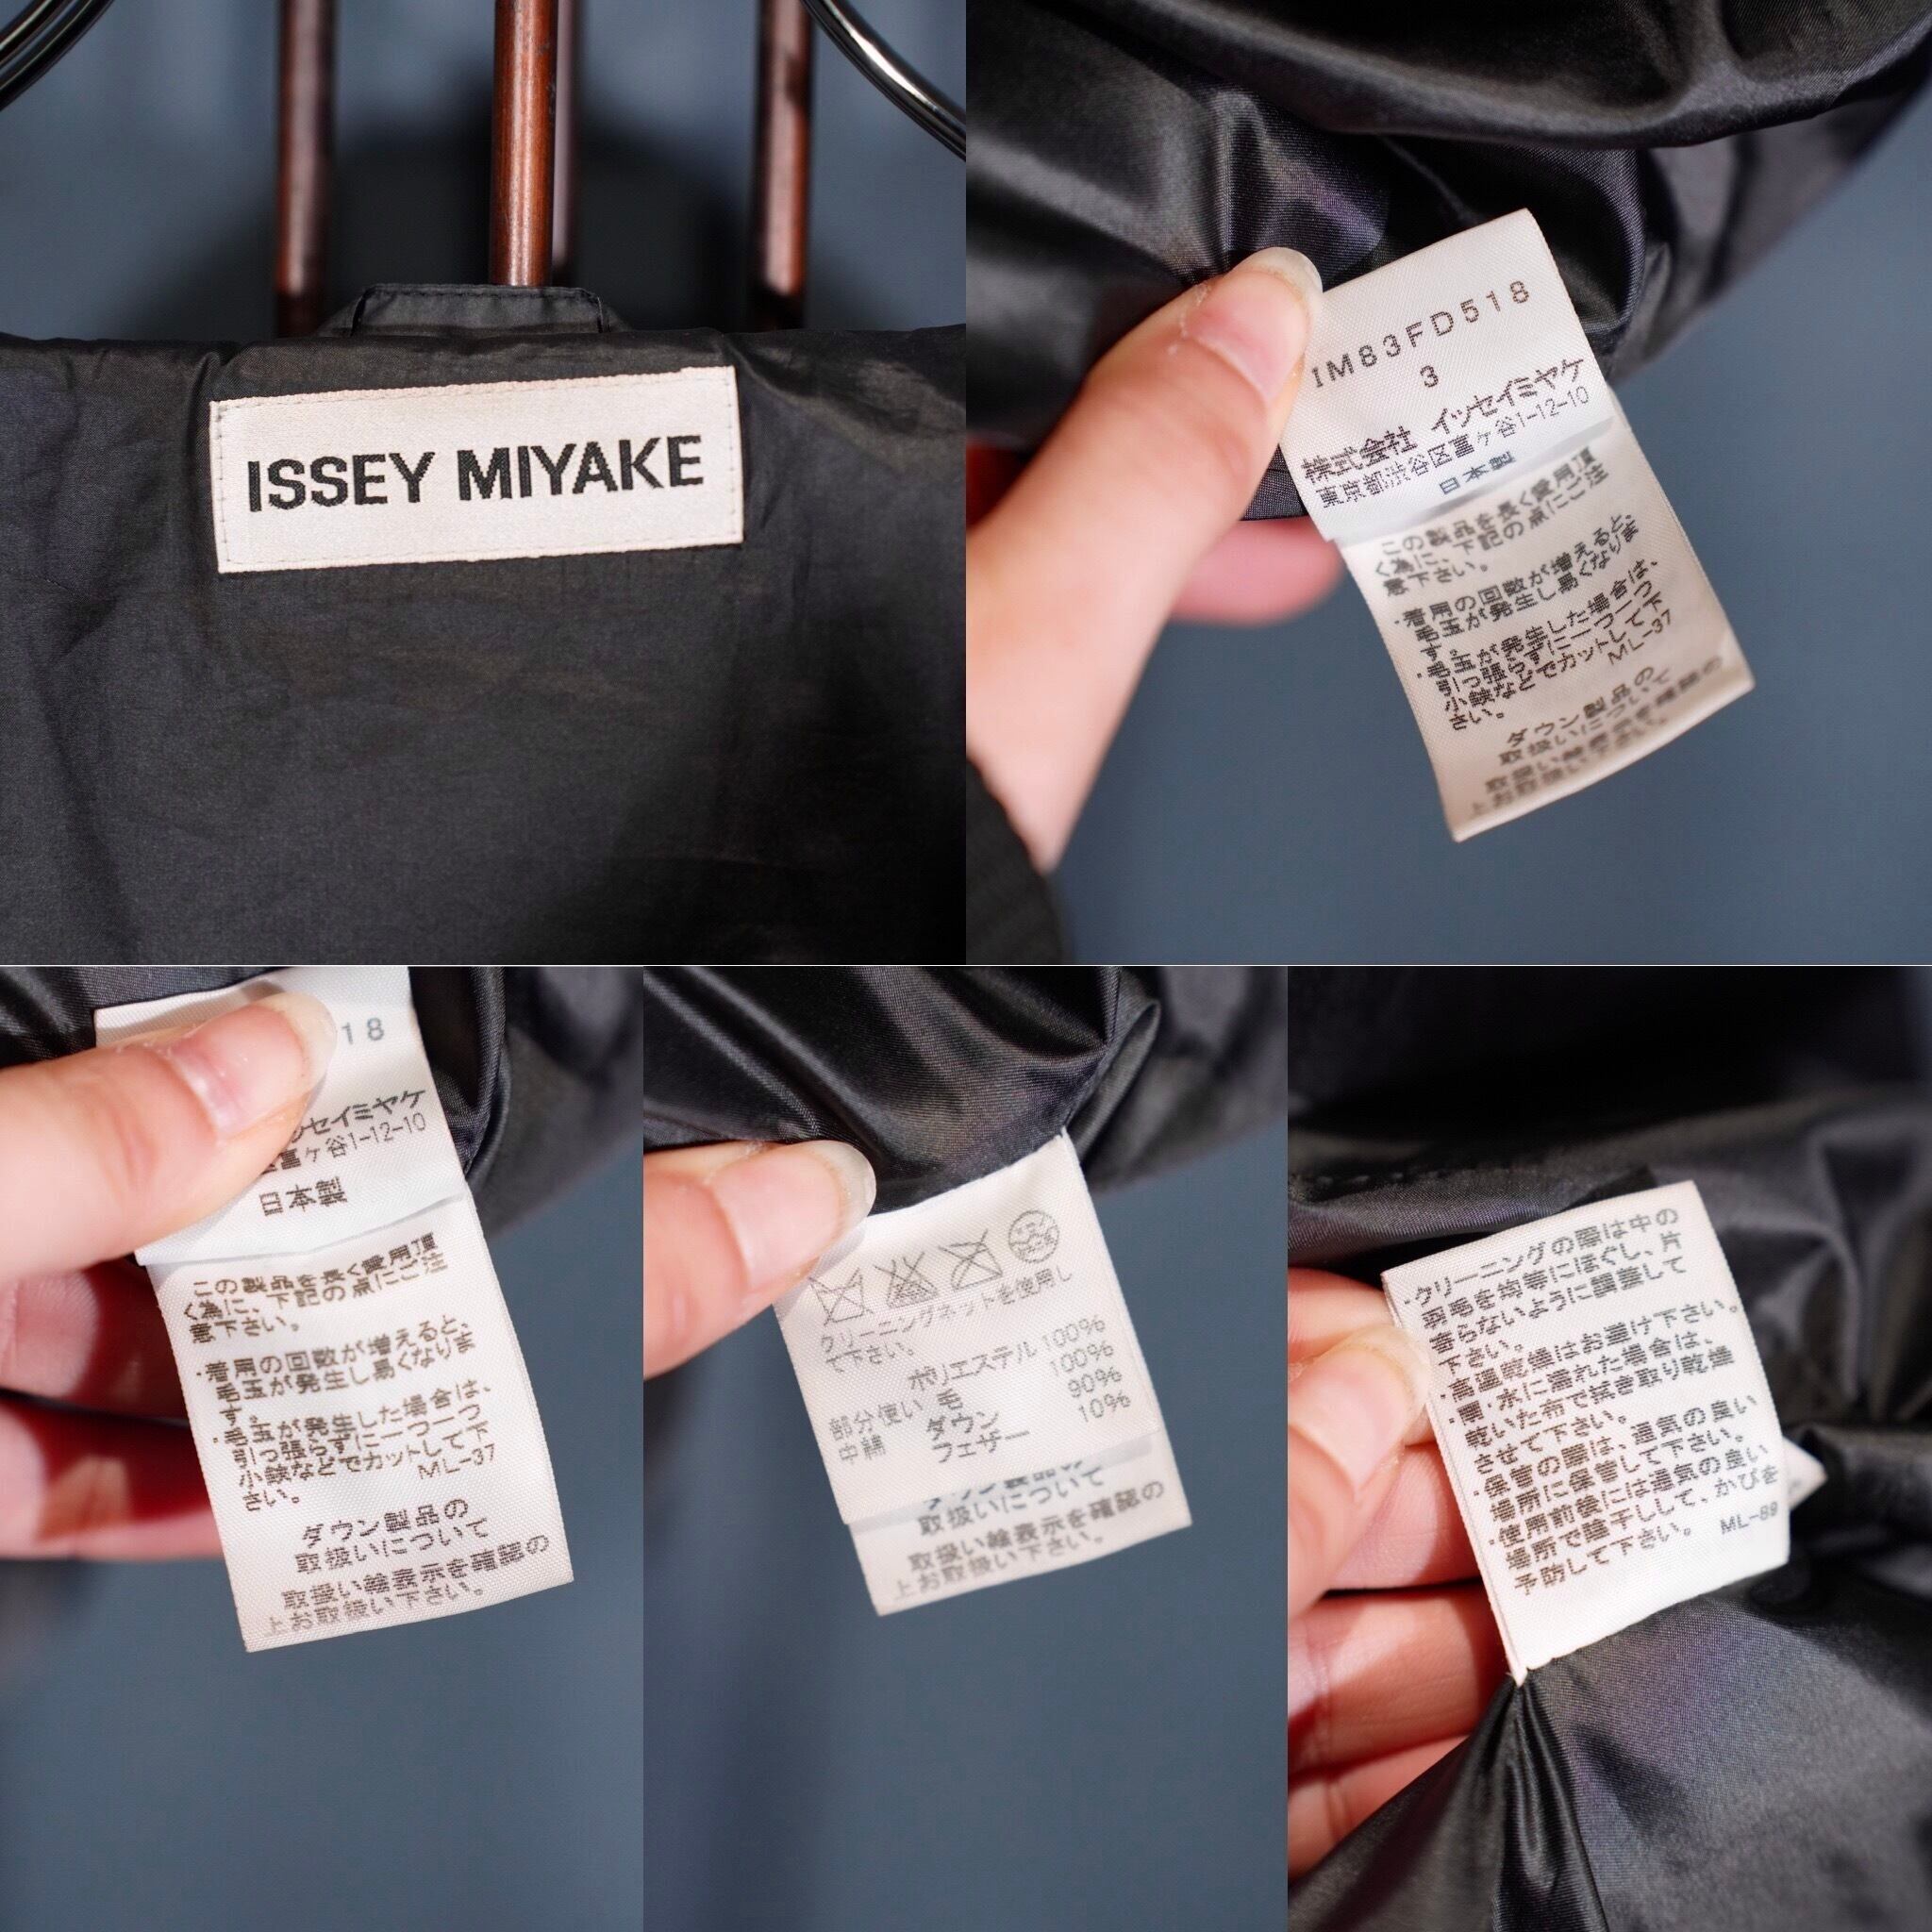 ISSEY MIYAKE
IM83FD518
3
株式会社 イッセイミヤケ
東京都渋谷区富ヶ谷1-12-10
日本製
この製品を長く愛用頂
く為に、下記の点にご注
意下さい。
・着用の回数が増えると、
毛玉が発生し易くなりま
す。
・毛玉が発生した場合は、
引っ張らずに一つ一つ
小鋏などでカットして下
さい。 ML-37
ダウン製品の
取扱いについて
取扱い絵表示を確認の
上お取扱い下さい。
18
セイミヤケ
富ヶ谷1-12-10
日本製
この製品を長く愛用頂
く為に、下記の点にご注
意下さい。
・着用の回数が増えると、
毛玉が発生し易くなりま
す。
・毛玉が発生した場合は、
引っ張らずに一つ一つ
小鋏などでカットして下
さい。 ML-37
ダウン製品の
取扱いについて
取扱い絵表示を確認の
上お取扱い下さい。
クリーニングネットを使用し
て下さい。
ポリエステル 100%
部分使い 毛 100%
中綿 ダウン 90%
フェザー 10%
取扱いについて
取扱い絵表示を確認の
上お取扱い下さい。
・クリーニングの際は中の
羽毛を均等にほぐし、片
寄らないように調整して
下さい。
・高温乾燥はお避け下さい。
・雨・水に濡れた場合は、
乾いた布で拭き取り乾燥
させて下さい。
・保管の際は、通気の良い
場所に保管して下さい。
・使用前後には通気の良い
場所で陰干しして、かびを
予防して下さい。 ML-89